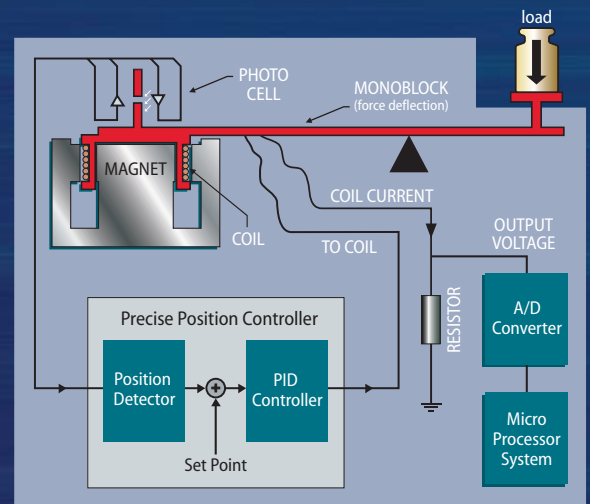 load
PHOTO
CELL
MONOBLOCK
(force deflection)
MAGNET
COIL
COIL CURRENT
TO COIL
OUTPUT
VOLTAGE
RESISTOR
A/D
Converter
Micro
Processor
System
Precise Position Controller
Position
Detector
+
PID
Controller
Set Point